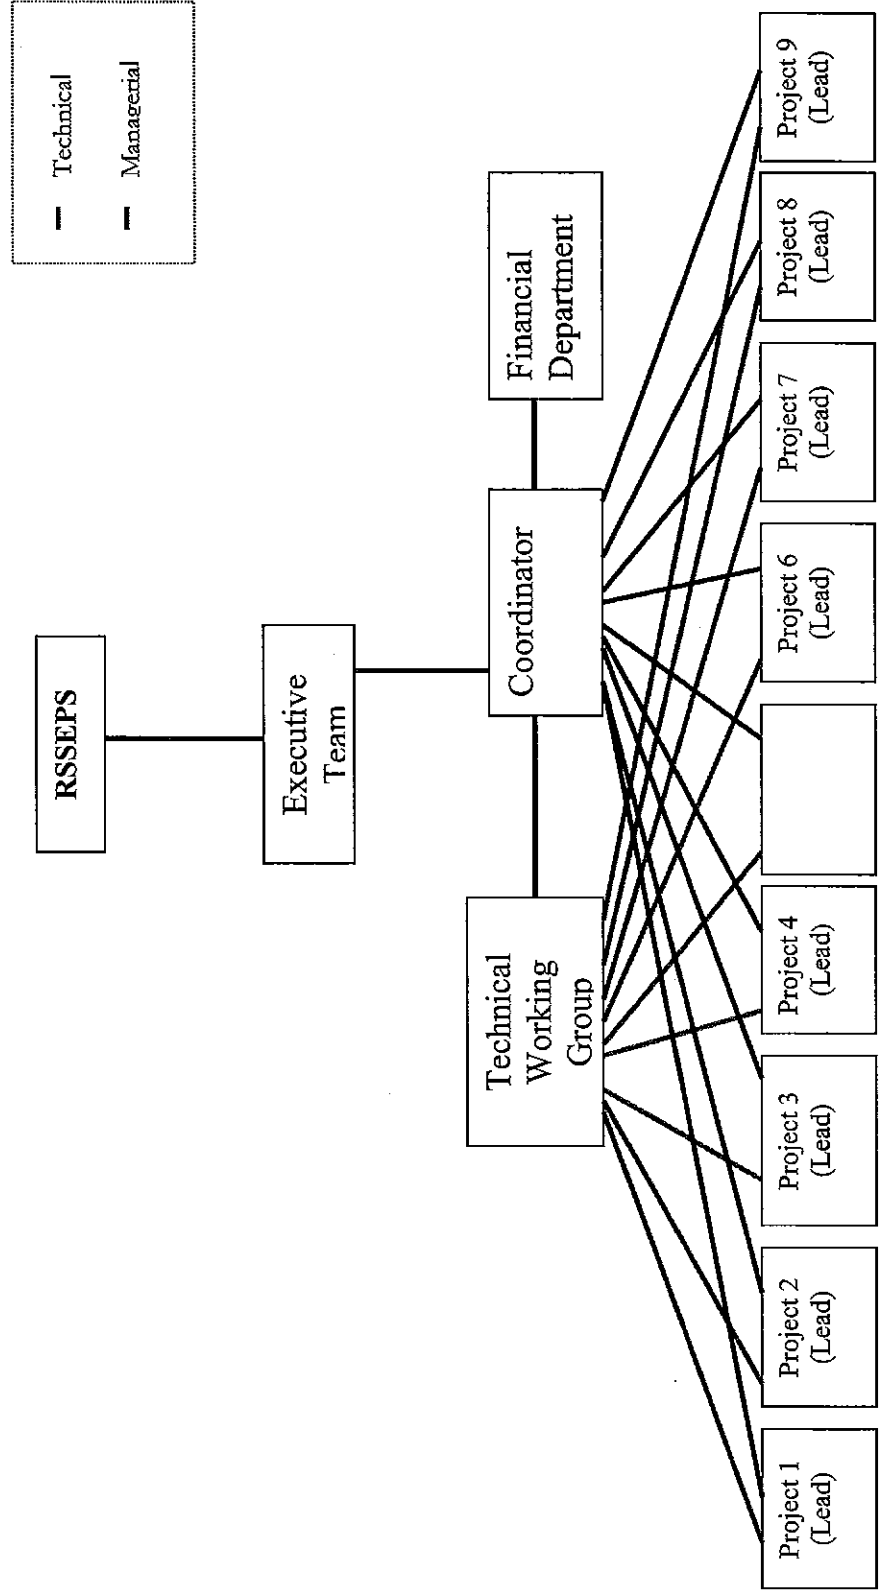 Technical
Managerial
RSSEPS
Executive
Team
Technical
Working
Group
Coordinator
Financial
Department
Project 1
(Lead)
Project 2
(Lead)
Project 3
(Lead)
Project 4
(Lead)
Project 6
(Lead)
Project 7
(Lead)
Project 8
(Lead)
Project 9
(Lead)